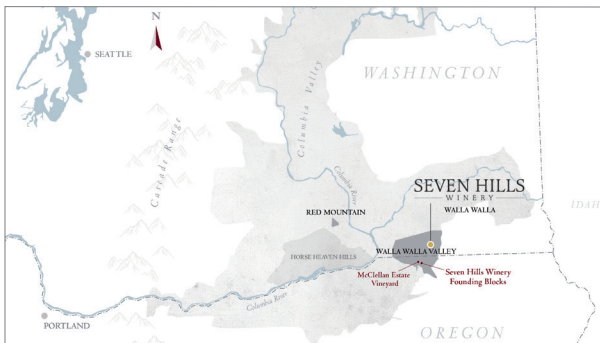 N
SEATTLE
WASHINGTON
Columbia Valley
Cascade Range
Columbia River
SEVEN HILLS
WINERY
IDAH
WALLA WALLA
RED MOUNTAIN
WALLA WALLA VALLEY
HORSE HEAVEN HILLS
McClellan Estate
Vineyard
Seven Hills Winery
Founding Blocks
Columbia River
PORTLAND
OREGON